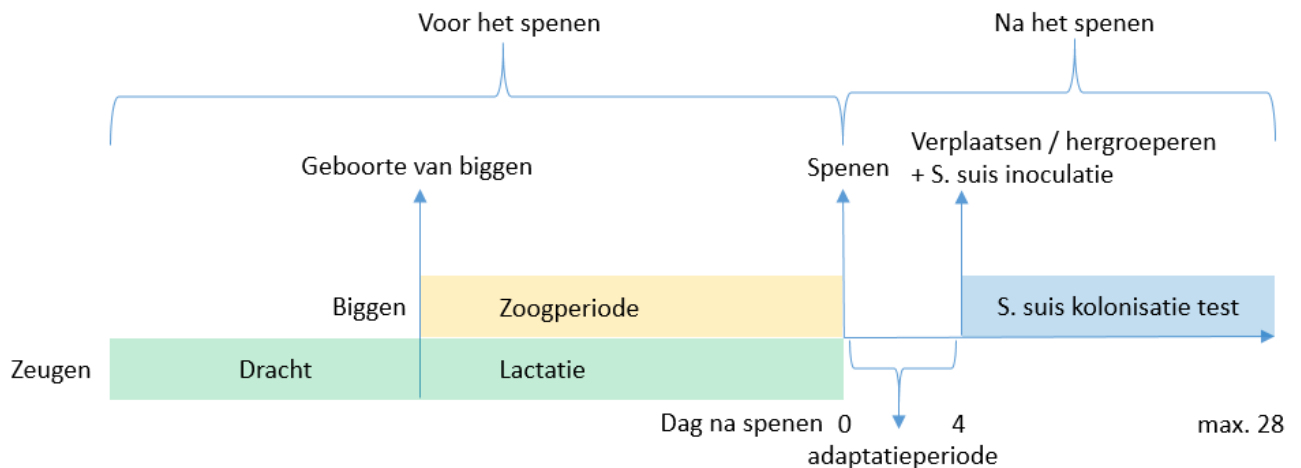 Voor het spenen
Na het spenen
Geboorte van biggen
Spenen
Verplaatsen / hergroeperen
+ S. suis inoculatie
Biggen
Zoogperiode
S. suis kolonisatie test
Zeugen
Dracht
Lactatie
Dag na spenen 0 4 max. 28
adaptatieperiode